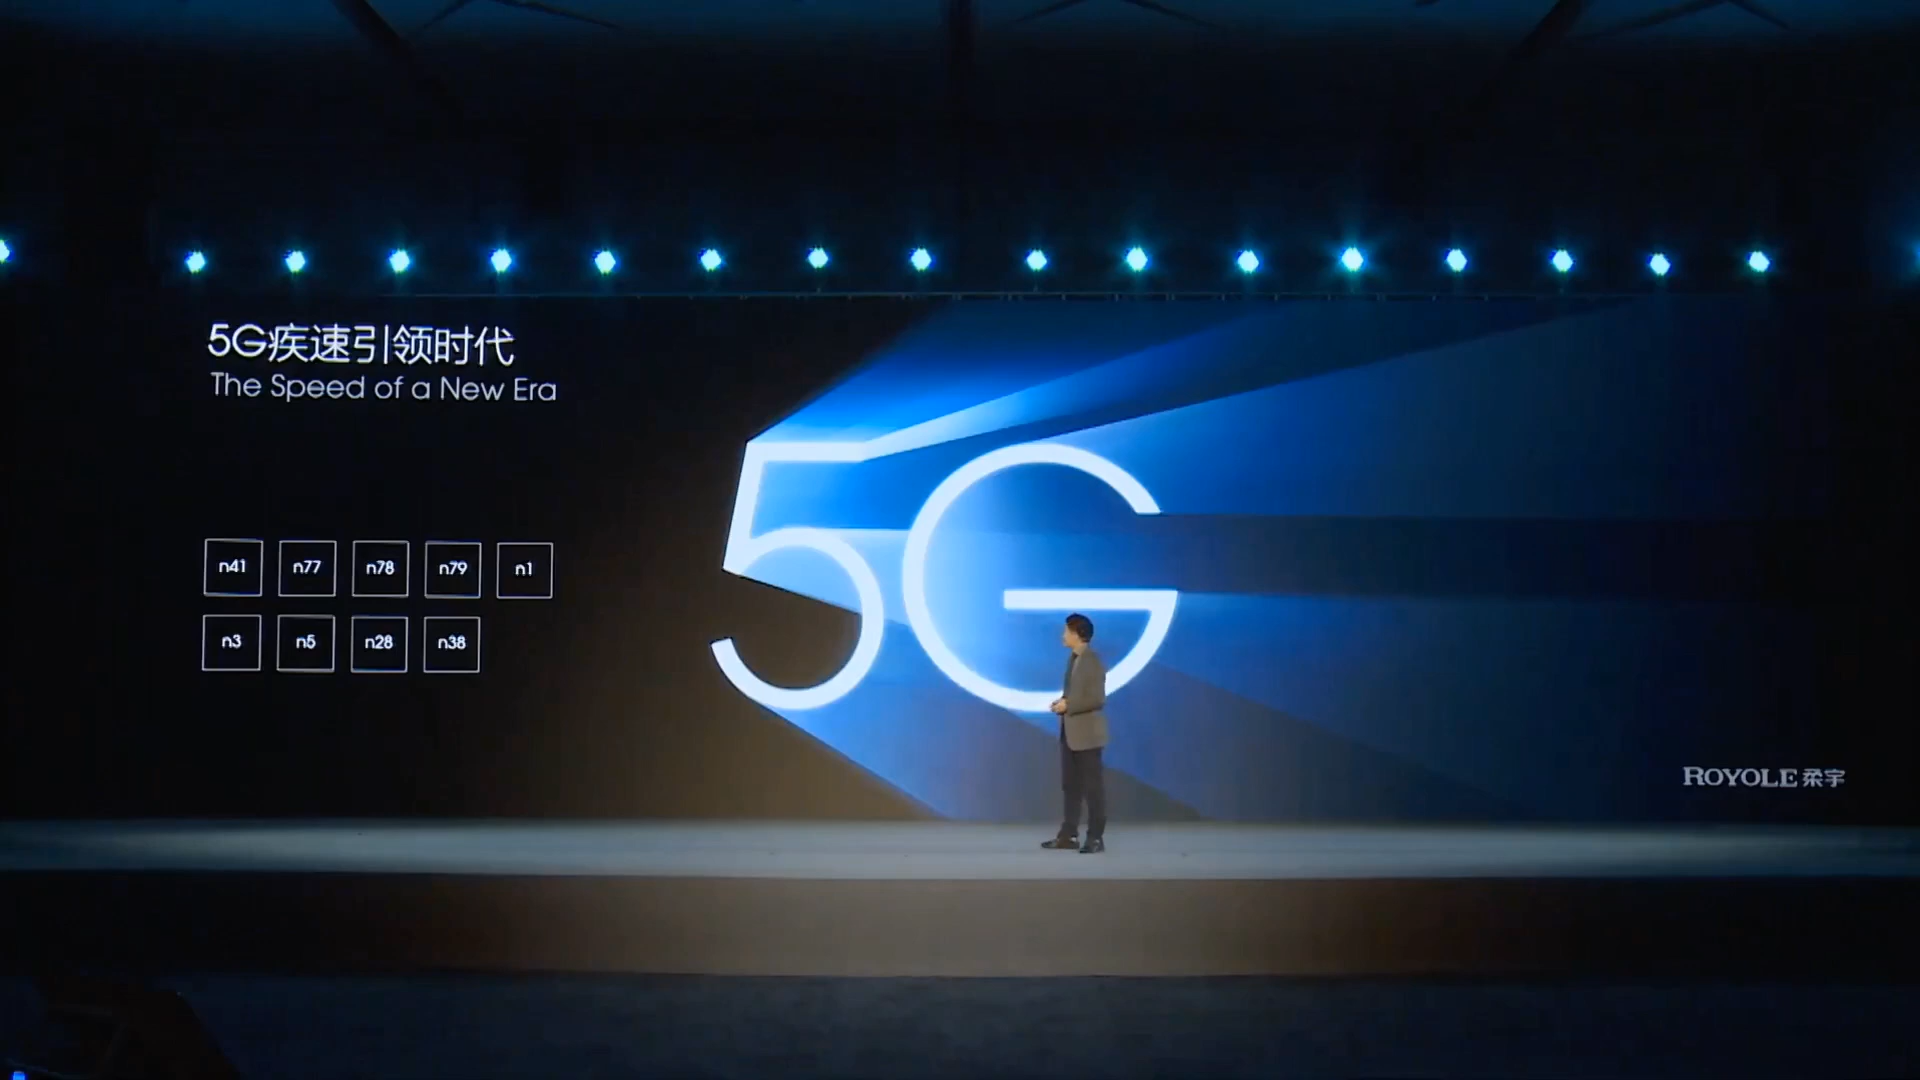 5G疾速引领时代
The Speed of a New Era
5G
n41 n77 n78 n79 n1
n3 n5 n28 n38
ROYOLE柔宇